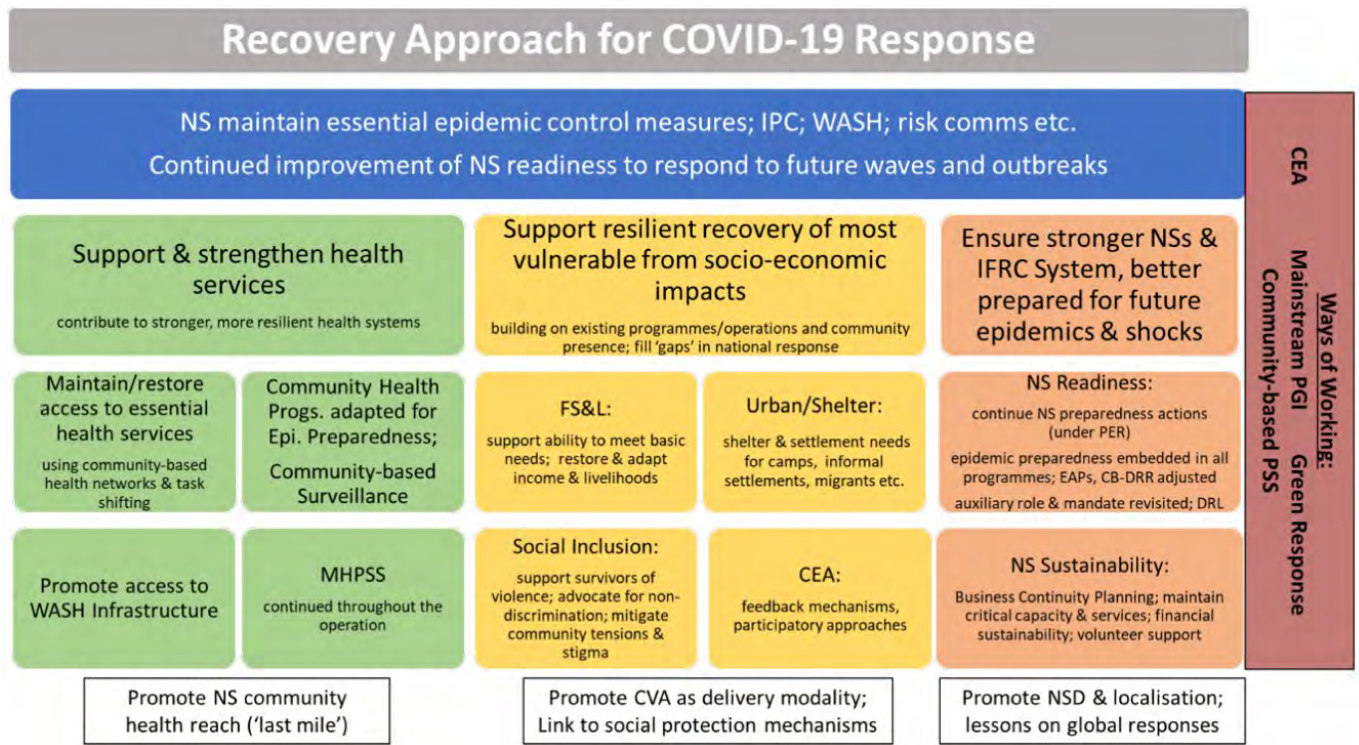 Recovery Approach for COVID-19 Response
NS maintain essential epidemic control measures; IPC; WASH; risk comms etc.
Continued improvement of NS readiness to respond to future waves and outbreaks
Support & strengthen health
services
contribute to stronger, more resilient health systems
Maintain/restore
access to essential
health services
using community-based
health networks & task
shifting
Community Health
Progs. adapted for
Epi. Preparedness;
Community-based
Surveillance
Promote access to
WASH Infrastructure
MHPSS
continued throughout the
operation
Promote NS community
health reach ('last mile')
Support resilient recovery of most
vulnerable from socio-economic
impacts
building on existing programmes/operations and community
presence; fill 'gaps' in national response
FS&L:
support ability to meet basic
needs; restore & adapt
income & livelihoods
Urban/Shelter:
shelter & settlement needs
for camps, informal
settlements, migrants etc.
Social Inclusion:
support survivors of
violence; advocate for non-
discrimination; mitigate
community tensions &
stigma
CEA:
feedback mechanisms,
participatory approaches
Promote CVA as delivery modality;
Link to social protection mechanisms
Ensure stronger NSs &
IFRC System, better
prepared for future
epidemics & shocks
NS Readiness:
continue NS preparedness actions
(under PER)
epidemic preparedness embedded in all
programmes; EAPs, CB-DRR adjusted
auxiliary role & mandate revisited; DRL
NS Sustainability:
Business Continuity Planning; maintain
critical capacity & services; financial
sustainability; volunteer support
Promote NSD & localisation;
lessons on global responses
Ways of Working:
CEA Mainstream PGI Green Response
Community-based PSS